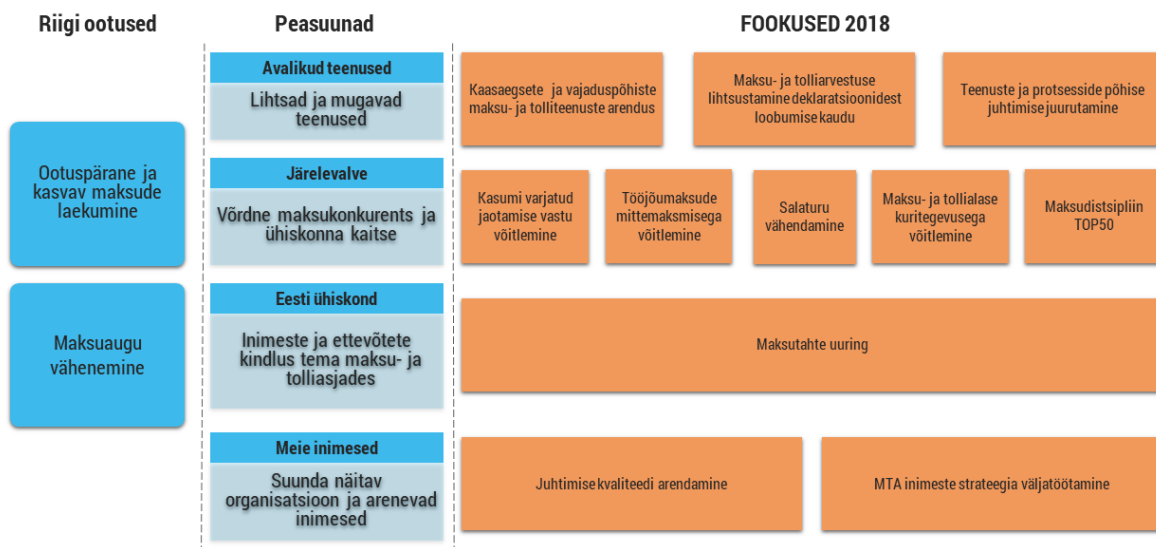 Riigi ootused
Peasuunad
FOOKUSED 2018
Ootuspärane ja
kasvav maksude
laekumine
Maksuaugu
vähenemine
Avalikud teenused
Lihtsad ja mugavad
teenused
Kaasaegsete ja vajaduspõhiste
maksu- ja tolliteenuste arendus
Maksu- ja tolliarvestuse
lihtsustamine deklaratsioonidest
loobumise kaudu
Teenuste ja protsesside põhise
juhtimise juurutamine
Järelevalve
Võrdne maksukonkurents ja
ühiskonna kaitse
Kasumi varjatud
jaotamise vastu
võitlemine
Tööjõumaksude
mittemaksmisega
võitlemine
Salaturu
vähendamine
Maksu- ja tollialase
kuritegevusega
võitlemine
Maksudistsipliin
TOP50
Eesti ühiskond
Inimeste ja ettevõtete
kindlus tema maksu- ja
tolliasjades
Maksutahte uuring
Meie inimesed
Suunda näitav
organisatsioon ja arenevad
inimesed
Juhtimise kvaliteedi arendamine
MTA inimeste strateegia väljatöötamine